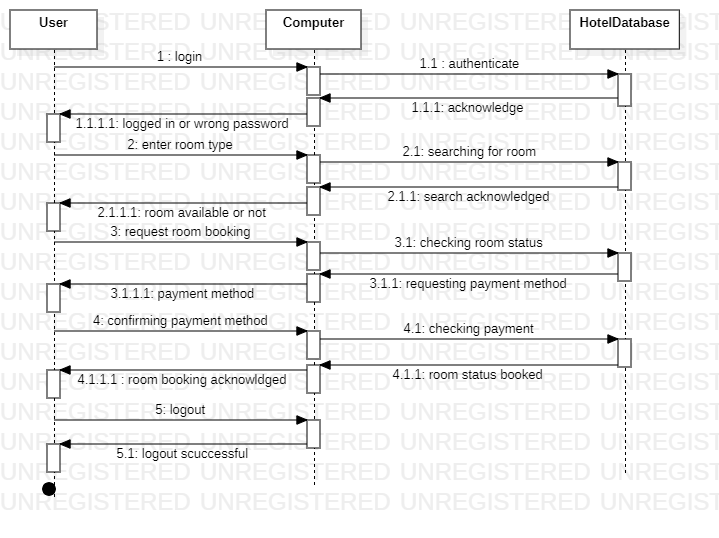 User
Computer
HotelDatabase
1 : login
1.1 : authenticate
1.1.1: acknowledge
1.1.1.1: logged in or wrong password
2: enter room type
2.1: searching for room
2.1.1: search acknowledged
2.1.1.1: room available or not
3: request room booking
3.1: checking room status
3.1.1: requesting payment method
3.1.1.1: payment method
4: confirming payment method
4.1: checking payment
4.1.1: room status booked
4.1.1.1 : room booking acknowldged
5: logout
5.1: logout scuccessful
UNREGISTERED UNREGISTERED UNREGISTERED UNREGIST